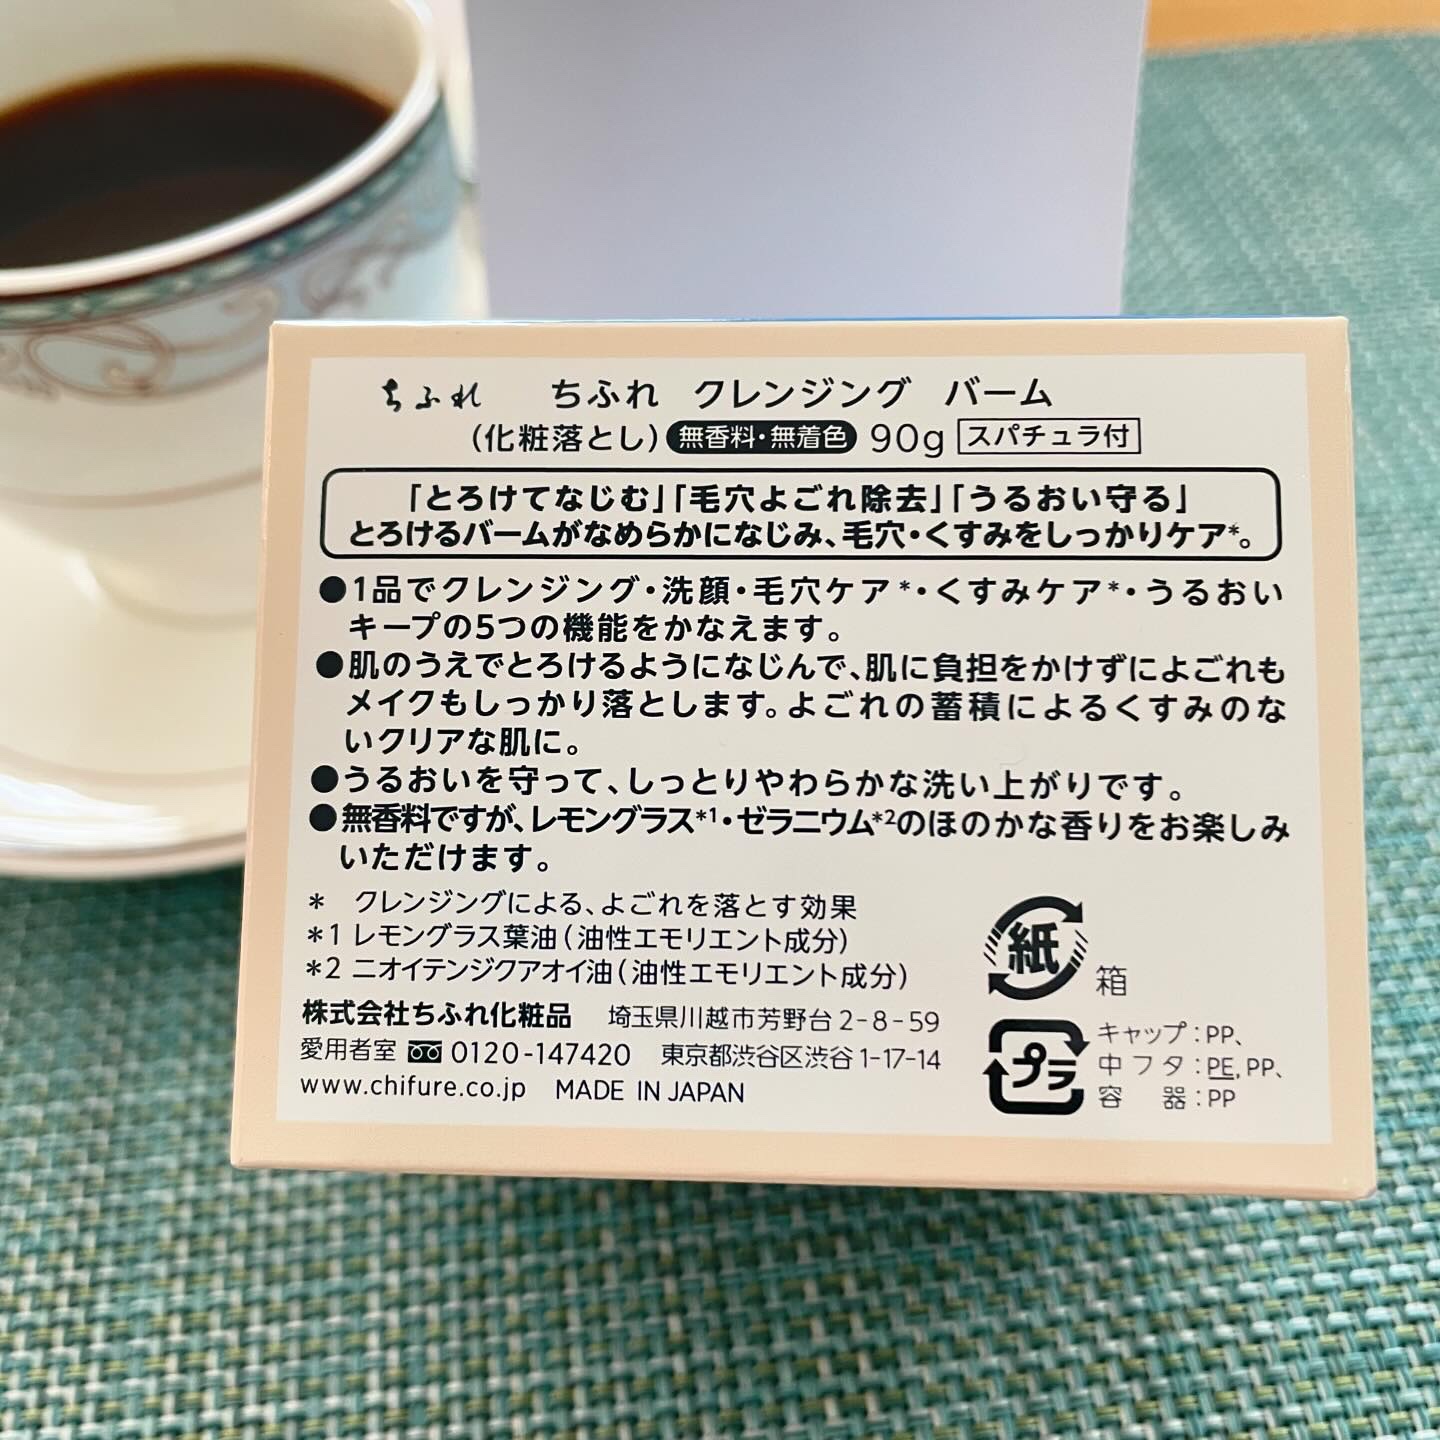 ちふれ ちふれ クレンジング バーム
(化粧落とし) 無香料・無着色 90g スパチュラ付
「とろけてなじむ」「毛穴よごれ除去」「うるおい守る」
とろけるバームがなめらかになじみ、毛穴・くすみをしっかりケア*。
●1品でクレンジング・洗顔・毛穴ケア*・くすみケア*・うるおい
キープの5つの機能をかなえます。
●肌のうえでとろけるようになじんで、肌に負担をかけずによごれも
メイクもしっかり落とします。よごれの蓄積によるくすみのな
いクリアな肌に。
●うるおいを守って、しっとりやわらかな洗い上がりです。
●無香料ですが、レモングラス*1・ゼラニウム*2のほのかな香りをお楽しみ
いただけます。
* クレンジングによる、よごれを落とす効果
*1 レモングラス葉油(油性エモリエント成分)
*2 ニオイテンジクアオイ油(油性エモリエント成分)
紙 箱
株式会社ちふれ化粧品 埼玉県川越市芳野台2-8-59
愛用者室 0120-147420 東京都渋谷区渋谷1-17-14
www.chifure.co.jp MADE IN JAPAN
プラ
キャップ:PP、
中フタ:PE,PP、
容器:PP